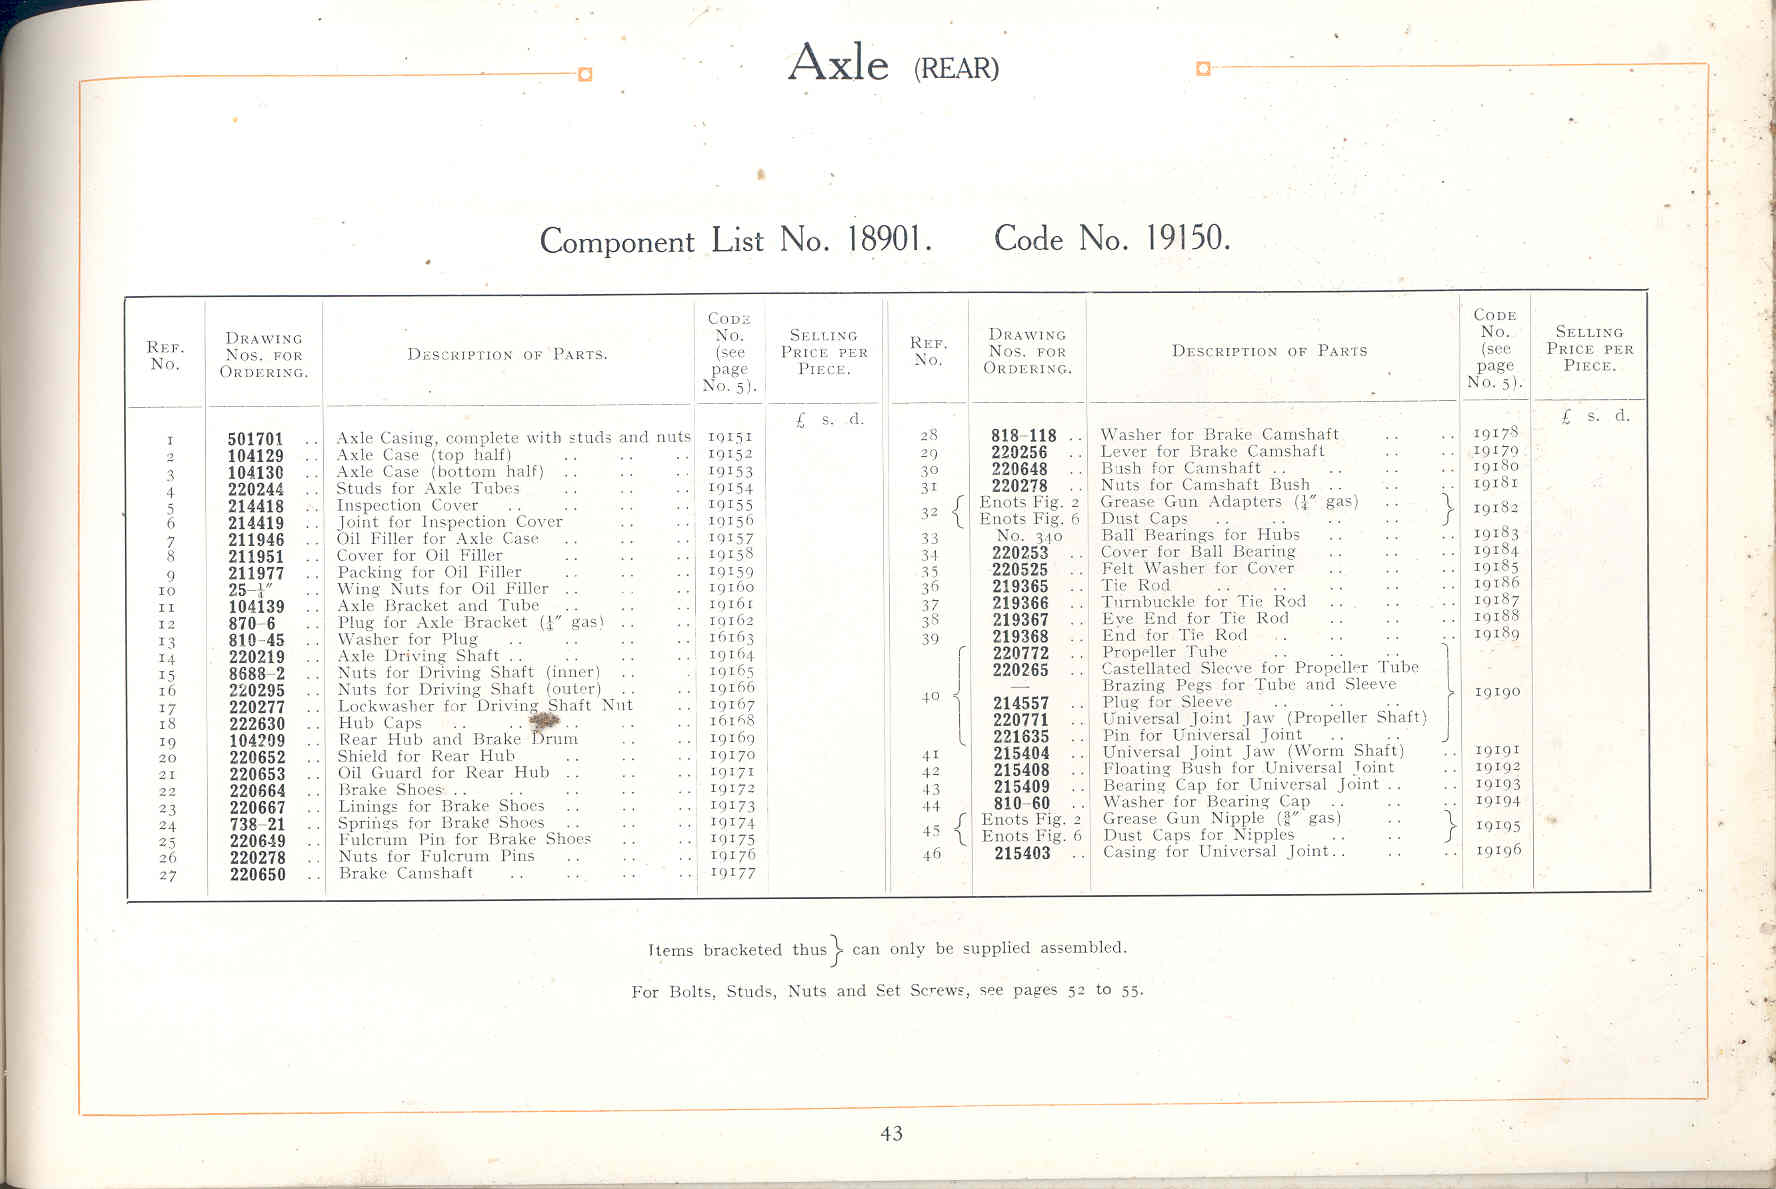 Axle (REAR)
Component List No. 18901. Code No. 19150.
REF. No. DRAWING NOS. FOR ORDERING. DESCRIPTION OF PARTS. CODE No. (see page No. 5). SELLING PRICE PER PIECE.
£ s. d.
1 501701 .. Axle Casing, complete with studs and nuts 19151
2 104129 .. Axle Case (top half) .. .. .. 19152
3 104130 .. Axle Case (bottom half) .. .. .. 19153
4 220244 .. Studs for Axle Tubes .. .. .. 19154
5 214418 .. Inspection Cover .. .. .. .. 19155
6 214419 .. Joint for Inspection Cover .. .. 19156
7 211946 .. Oil Filler for Axle Case .. .. .. 19157
8 211951 .. Cover for Oil Filler .. .. .. 19158
9 211977 .. Packing for Oil Filler .. .. .. 19159
10 25-¼″ .. Wing Nuts for Oil Filler .. .. .. 19160
11 104139 .. Axle Bracket and Tube .. .. .. 19161
12 870-6 .. Plug for Axle Bracket (¼″ gas) .. .. 19162
13 810-45 .. Washer for Plug .. .. .. .. 16163
14 220219 .. Axle Driving Shaft .. .. .. .. 19164
15 8688-2 .. Nuts for Driving Shaft (inner) .. . 19165
16 220295 .. Nuts for Driving Shaft (outer) .. .. 19166
17 220277 .. Lockwasher for Driving Shaft Nut .. 19167
18 222630 .. Hub Caps .. .. .. .. .. 16168
19 104299 .. Rear Hub and Brake Drum .. .. 19169
20 220652 .. Shield for Rear Hub .. .. .. 19170
21 220653 .. Oil Guard for Rear Hub .. .. .. 19171
22 220664 .. Brake Shoes .. .. .. .. .. 19172
23 220667 .. Linings for Brake Shoes .. .. .. 19173
24 738-21 .. Springs for Brake Shoes .. .. .. 19174
25 220649 .. Fulcrum Pin for Brake Shoes .. .. 19175
26 220278 .. Nuts for Fulcrum Pins .. .. .. 19176
27 220650 .. Brake Camshaft .. .. .. .. 19177
REF. No. DRAWING NOS. FOR ORDERING. DESCRIPTION OF PARTS CODE No. (see page No. 5). SELLING PRICE PER PIECE.
£ s. d.
28 818-118 .. Washer for Brake Camshaft .. .. 19178
29 220256 .. Lever for Brake Camshaft .. .. 19179
30 220648 .. Bush for Camshaft .. .. .. .. 19180
31 220278 .. Nuts for Camshaft Bush .. .. .. 19181
32 { Enots Fig. 2 Grease Gun Adapters (¼″ gas) .. } 19182
Enots Fig. 6 Dust Caps .. .. .. ..
33 No. 340 Ball Bearings for Hubs .. .. .. 19183
34 220253 .. Cover for Ball Bearing .. .. .. 19184
35 220525 .. Felt Washer for Cover .. .. .. 19185
36 219365 .. Tie Rod .. .. .. .. .. 19186
37 219366 .. Turnbuckle for Tie Rod .. .. .. 19187
38 219367 .. Eye End for Tie Rod .. .. .. 19188
39 219368 .. End for Tie Rod .. .. .. .. 19189
40 { 220772 .. Propeller Tube .. .. .. } 19190
220265 .. Castellated Sleeve for Propeller Tube
— Brazing Pegs for Tube and Sleeve
214557 .. Plug for Sleeve .. .. ..
220771 .. Universal Joint Jaw (Propeller Shaft)
221635 .. Pin for Universal Joint .. ..
41 215404 .. Universal Joint Jaw (Worm Shaft) .. 19191
42 215408 .. Floating Bush for Universal Joint .. 19192
43 215409 .. Bearing Cap for Universal Joint .. .. 19193
44 810-60 .. Washer for Bearing Cap .. .. .. 19194
45 { Enots Fig. 2 Grease Gun Nipple (⅜″ gas) .. } 19195
Enots Fig. 6 Dust Caps for Nipples .. ..
46 215403 .. Casing for Universal Joint .. .. .. 19196
Items bracketed thus } can only be supplied assembled.
For Bolts, Studs, Nuts and Set Screws, see pages 52 to 55.
43